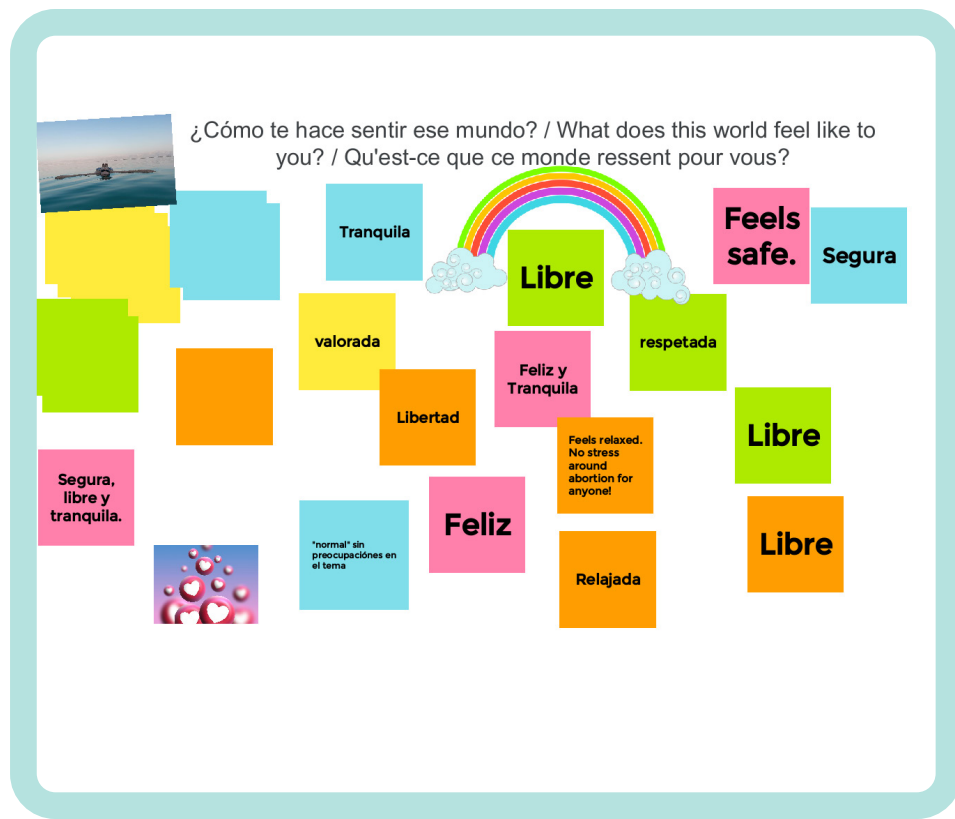 ¿Cómo te hace sentir ese mundo? / What does this world feel like to
you? / Qu'est-ce que ce monde ressent pour vous?
Tranquila
Libre
Feels
safe.
Segura
valorada
respetada
Feliz y
Tranquila
Libertad
Libre
Feels relaxed.
No stress
around
abortion for
anyone!
Segura,
libre y
tranquila.
Feliz
"normal" sin
preocupaciónes en
el tema
Libre
Relajada